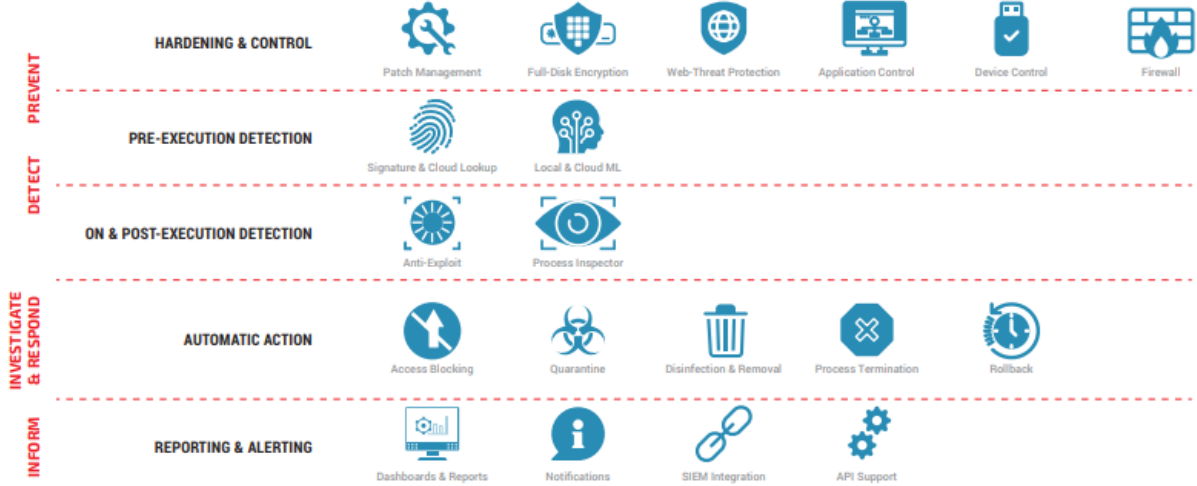 PREVENT
HARDENING & CONTROL
Patch Management
Full-Disk Encryption
Web-Threat Protection
Application Control
Device Control
Firewall
PRE-EXECUTION DETECTION
Signature & Cloud Lookup
Local & Cloud ML
DETECT
ON & POST-EXECUTION DETECTION
Anti-Exploit
Process Inspector
INVESTIGATE
& RESPOND
AUTOMATIC ACTION
Access Blocking
Quarantine
Disinfection & Removal
Process Termination
Rollback
INFORM
REPORTING & ALERTING
Dashboards & Reports
Notifications
SIEM Integration
API Support